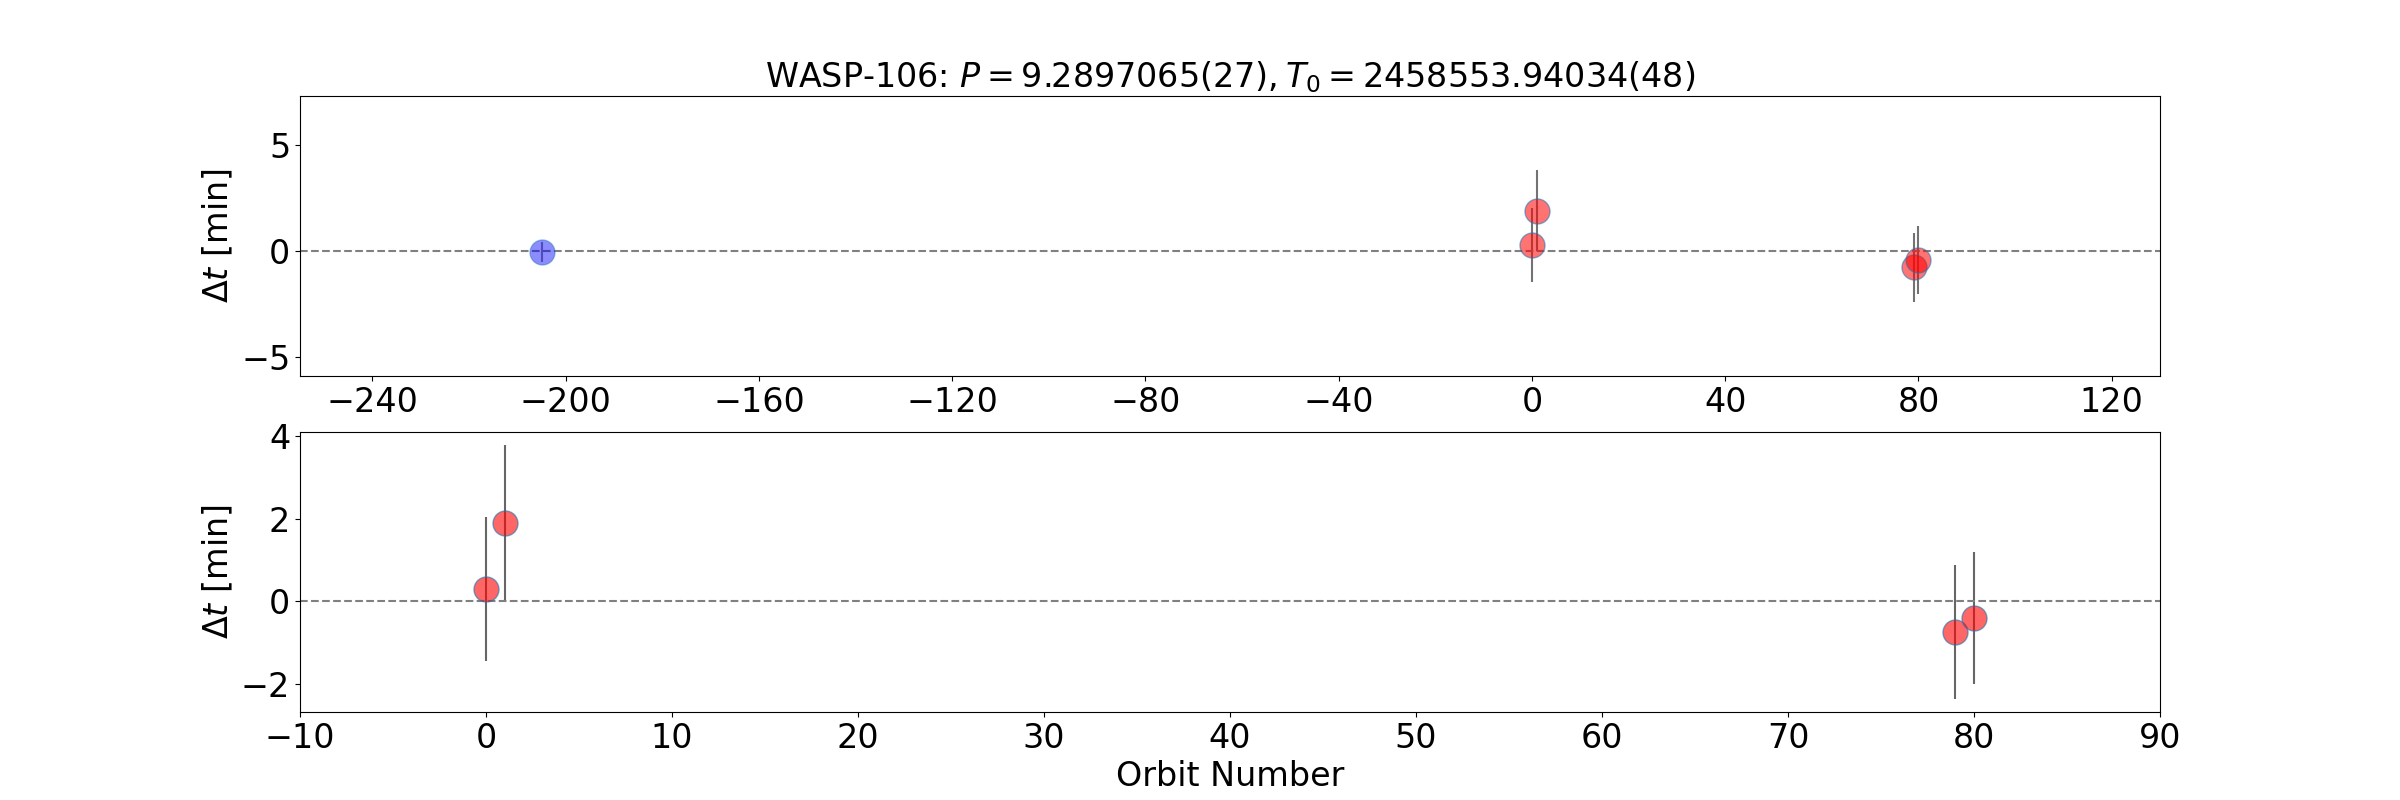 WASP-106: P = 9.2897065(27), T₀ = 2458553.94034(48)
Δt [min]
5
0
−5
−240 −200 −160 −120 −80 −40 0 40 80 120
Δt [min]
4
2
0
−2
−10 0 10 20 30 40 50 60 70 80 90
Orbit Number